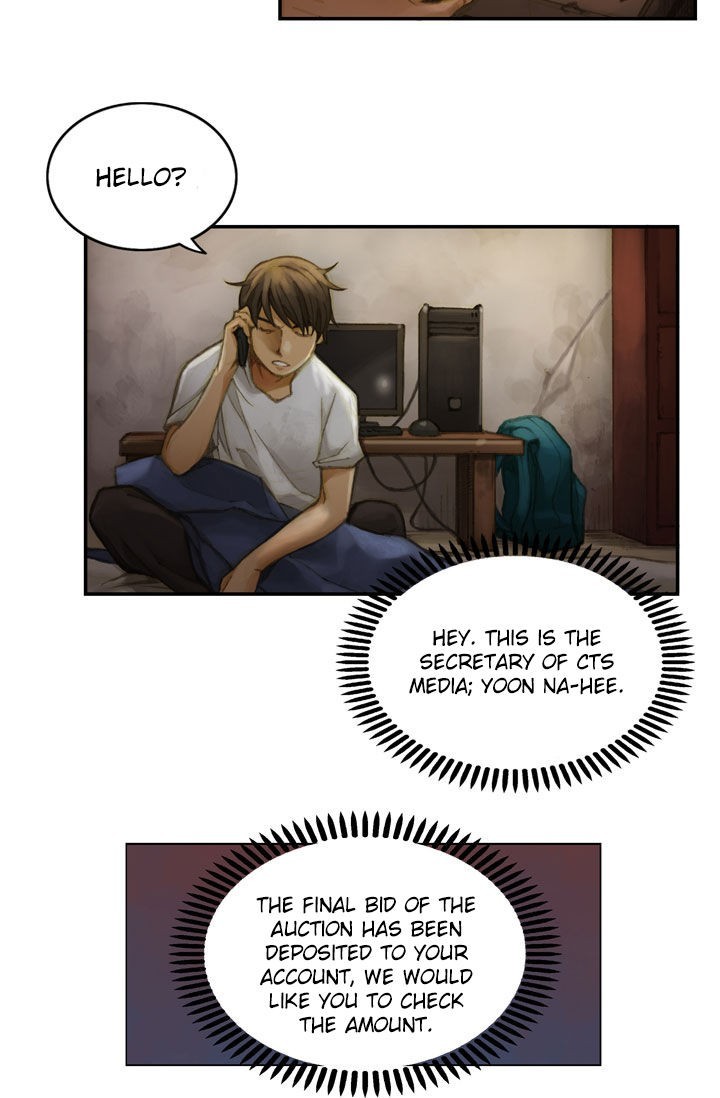 HELLO?
HEY. THIS IS THE
SECRETARY OF CTS
MEDIA; YOON NA-HEE.
THE FINAL BID OF THE
AUCTION HAS BEEN
DEPOSITED TO YOUR
ACCOUNT, WE WOULD
LIKE YOU TO CHECK
THE AMOUNT.